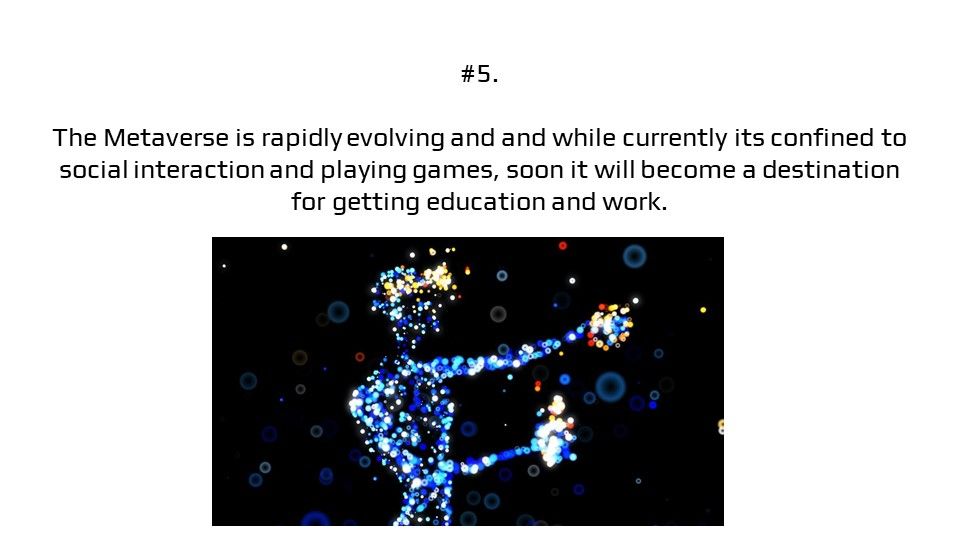 #5.
The Metaverse is rapidly evolving and and while currently its confined to
social interaction and playing games, soon it will become a destination
for getting education and work.